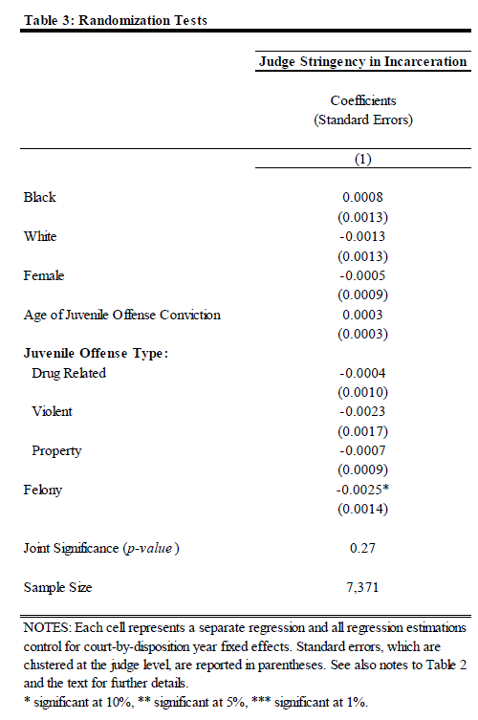 Table 3: Randomization Tests
Judge Stringency in Incarceration
Coefficients
(Standard Errors)
(1)
Black 0.0008
(0.0013)
White -0.0013
(0.0013)
Female -0.0005
(0.0009)
Age of Juvenile Offense Conviction 0.0003
(0.0003)
Juvenile Offense Type:
Drug Related -0.0004
(0.0010)
Violent -0.0023
(0.0017)
Property -0.0007
(0.0009)
Felony -0.0025*
(0.0014)
Joint Significance (p-value) 0.27
Sample Size 7,371
NOTES: Each cell represents a separate regression and all regression estimations
control for court-by-disposition year fixed effects. Standard errors, which are
clustered at the judge level, are reported in parentheses. See also notes to Table 2
and the text for further details.
* significant at 10%, ** significant at 5%, *** significant at 1%.